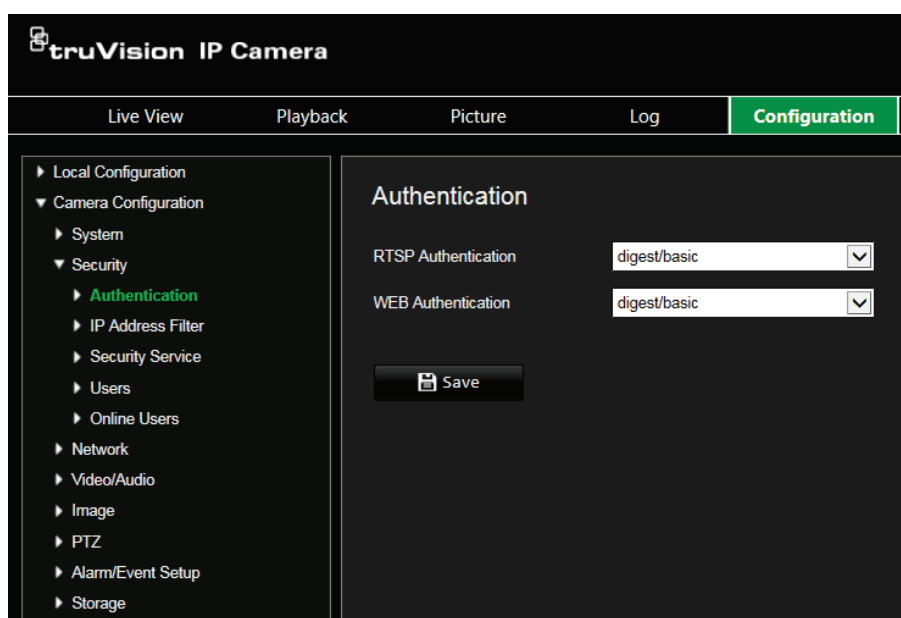 truVision IP Camera
Live View Playback Picture Log Configuration
Local Configuration
Camera Configuration
System
Security
Authentication
IP Address Filter
Security Service
Users
Online Users
Network
Video/Audio
Image
PTZ
Alarm/Event Setup
Storage
Authentication
RTSP Authentication digest/basic
WEB Authentication digest/basic
Save